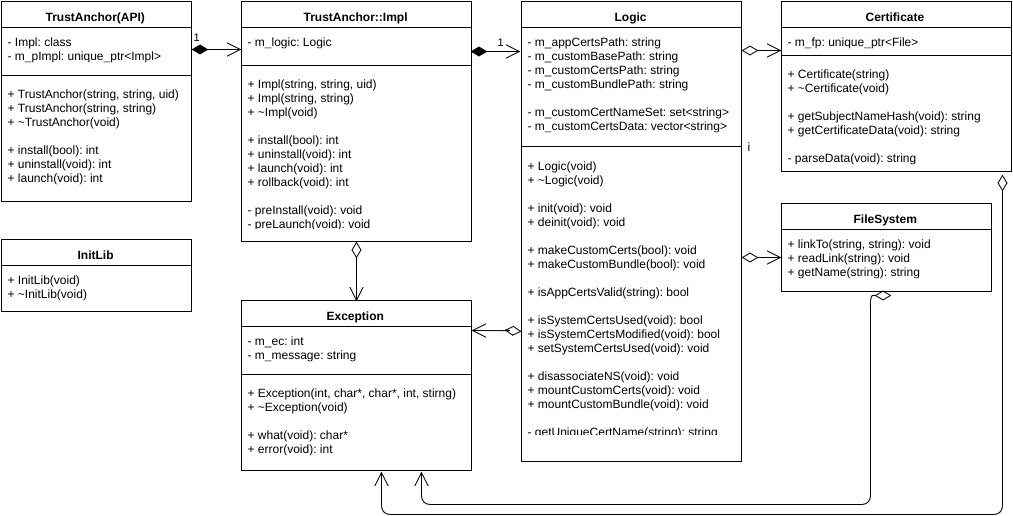 TrustAnchor(API)
- Impl: class
- m_pImpl: unique_ptr<Impl>
+ TrustAnchor(string, string, uid)
+ TrustAnchor(string, string)
+ ~TrustAnchor(void)
+ install(bool): int
+ uninstall(void): int
+ launch(void): int
1
TrustAnchor::Impl
- m_logic: Logic
+ Impl(string, string, uid)
+ Impl(string, string)
+ ~Impl(void)
+ install(bool): int
+ uninstall(void): int
+ launch(void): int
+ rollback(void): int
- preInstall(void): void
- preLaunch(void): void
1
Logic
- m_appCertsPath: string
- m_customBasePath: string
- m_customCertsPath: string
- m_customBundlePath: string
- m_customCertNameSet: set<string>
- m_customCertsData: vector<string>
+ Logic(void)
+ ~Logic(void)
+ init(void): void
+ deinit(void): void
+ makeCustomCerts(bool): void
+ makeCustomBundle(bool): void
+ isAppCertsValid(string): bool
+ isSystemCertsUsed(void): bool
+ isSystemCertsModified(void): bool
+ setSystemCertsUsed(void): void
+ disassociateNS(void): void
+ mountCustomCerts(void): void
+ mountCustomBundle(void): void
- getUniqueCertName(string): string
i
Certificate
- m_fp: unique_ptr<File>
+ Certificate(string)
+ ~Certificate(void)
+ getSubjectNameHash(void): string
+ getCertificateData(void): string
- parseData(void): string
FileSystem
+ linkTo(string, string): void
+ readLink(string): void
+ getName(string): string
InitLib
+ InitLib(void)
+ ~InitLib(void)
Exception
- m_ec: int
- m_message: string
+ Exception(int, char*, char*, int, stirng)
+ ~Exception(void)
+ what(void): char*
+ error(void): int